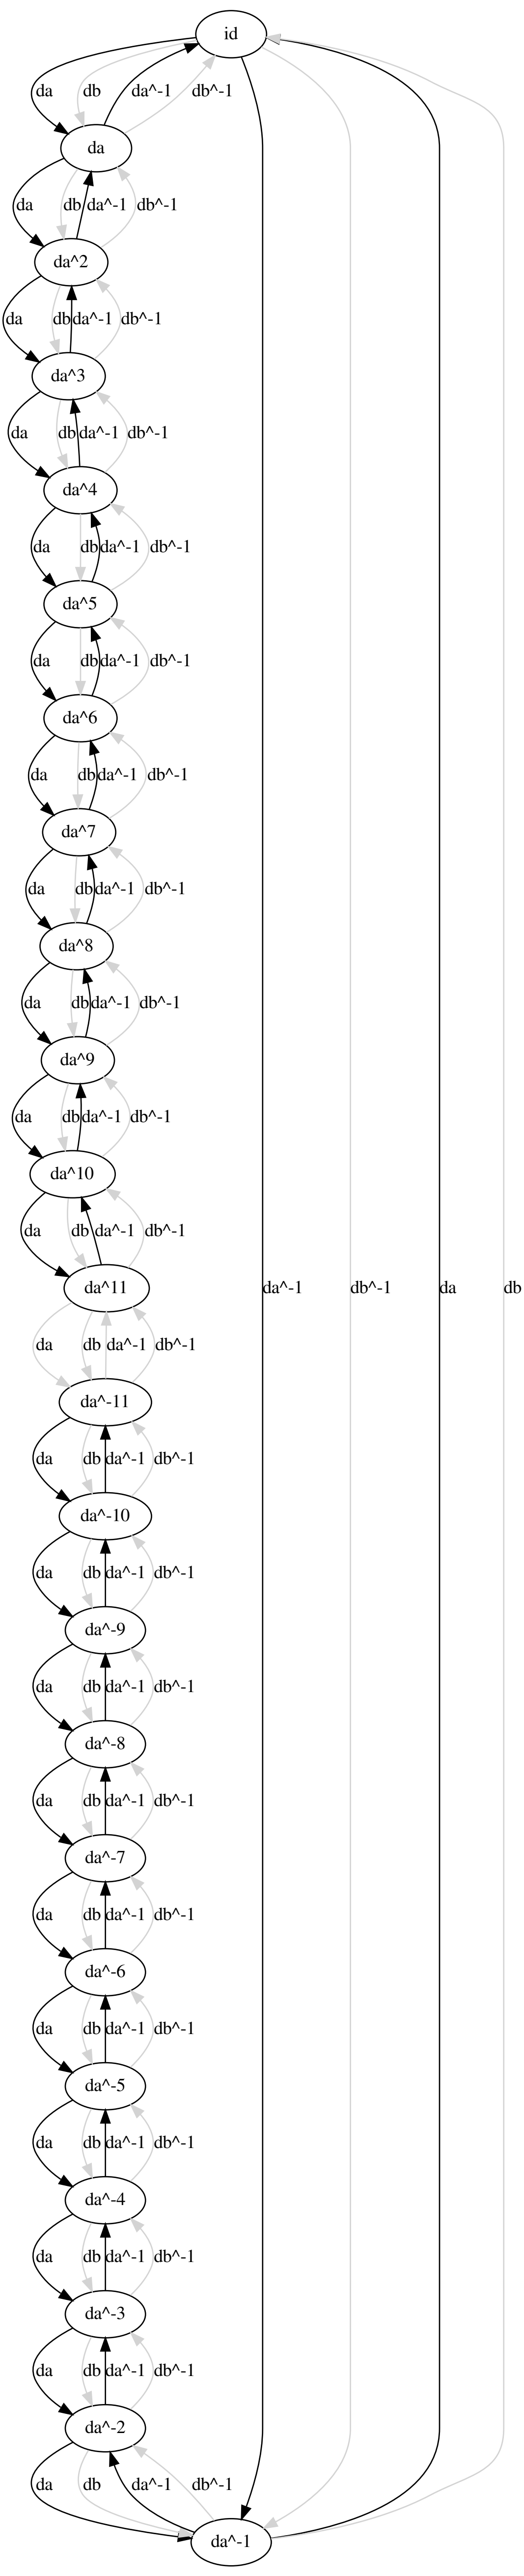 id
da db da^-1 db^-1
da
da db da^-1 db^-1
da^2
da db da^-1 db^-1
da^3
da db da^-1 db^-1
da^4
da db da^-1 db^-1
da^5
da db da^-1 db^-1
da^6
da db da^-1 db^-1
da^7
da db da^-1 db^-1
da^8
da db da^-1 db^-1
da^9
da db da^-1 db^-1
da^10
da db da^-1 db^-1
da^11 da^-1 db^-1 da db
da db da^-1 db^-1
da^-11
da db da^-1 db^-1
da^-10
da db da^-1 db^-1
da^-9
da db da^-1 db^-1
da^-8
da db da^-1 db^-1
da^-7
da db da^-1 db^-1
da^-6
da db da^-1 db^-1
da^-5
da db da^-1 db^-1
da^-4
da db da^-1 db^-1
da^-3
da db da^-1 db^-1
da^-2
da db da^-1 db^-1
da^-1